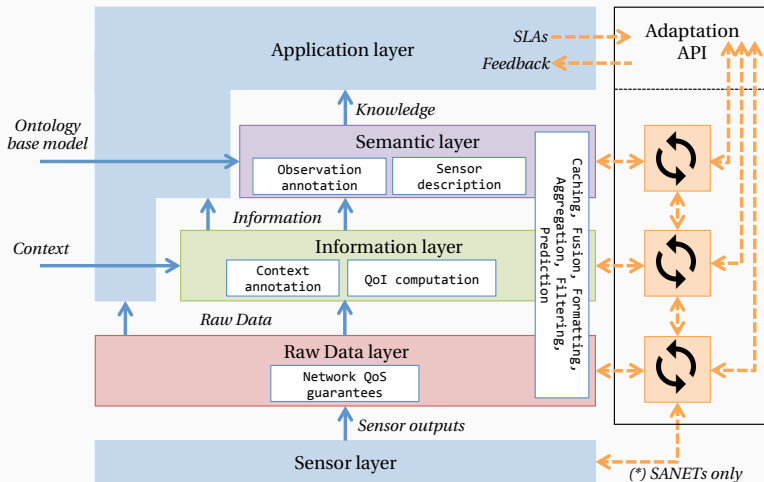 SLAs
Application layer
Feedback
Adaptation
API
Knowledge
Ontology
base model
Semantic layer
Observation
annotation
Sensor
description
Caching, Fusion, Formatting,
Aggregation, Filtering,
Prediction
Information
Context
Information layer
Context
annotation
QoI computation
Raw Data
Raw Data layer
Network QoS
guarantees
Sensor outputs
Sensor layer
(*) SANETs only